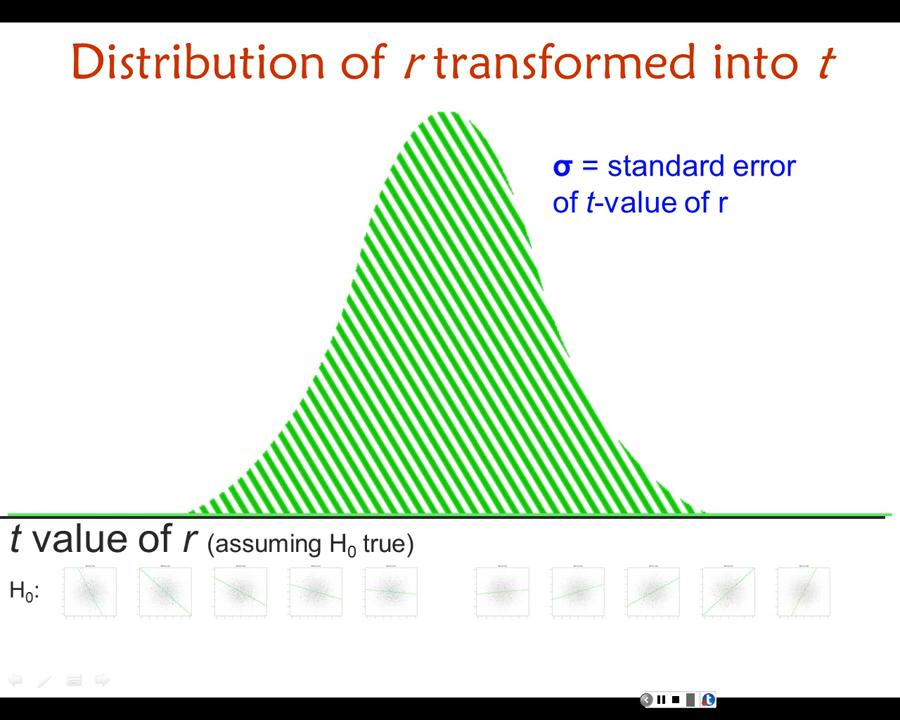 Distribution of r transformed into t
σ = standard error
of t-value of r
t value of r (assuming H₀ true)
H₀: